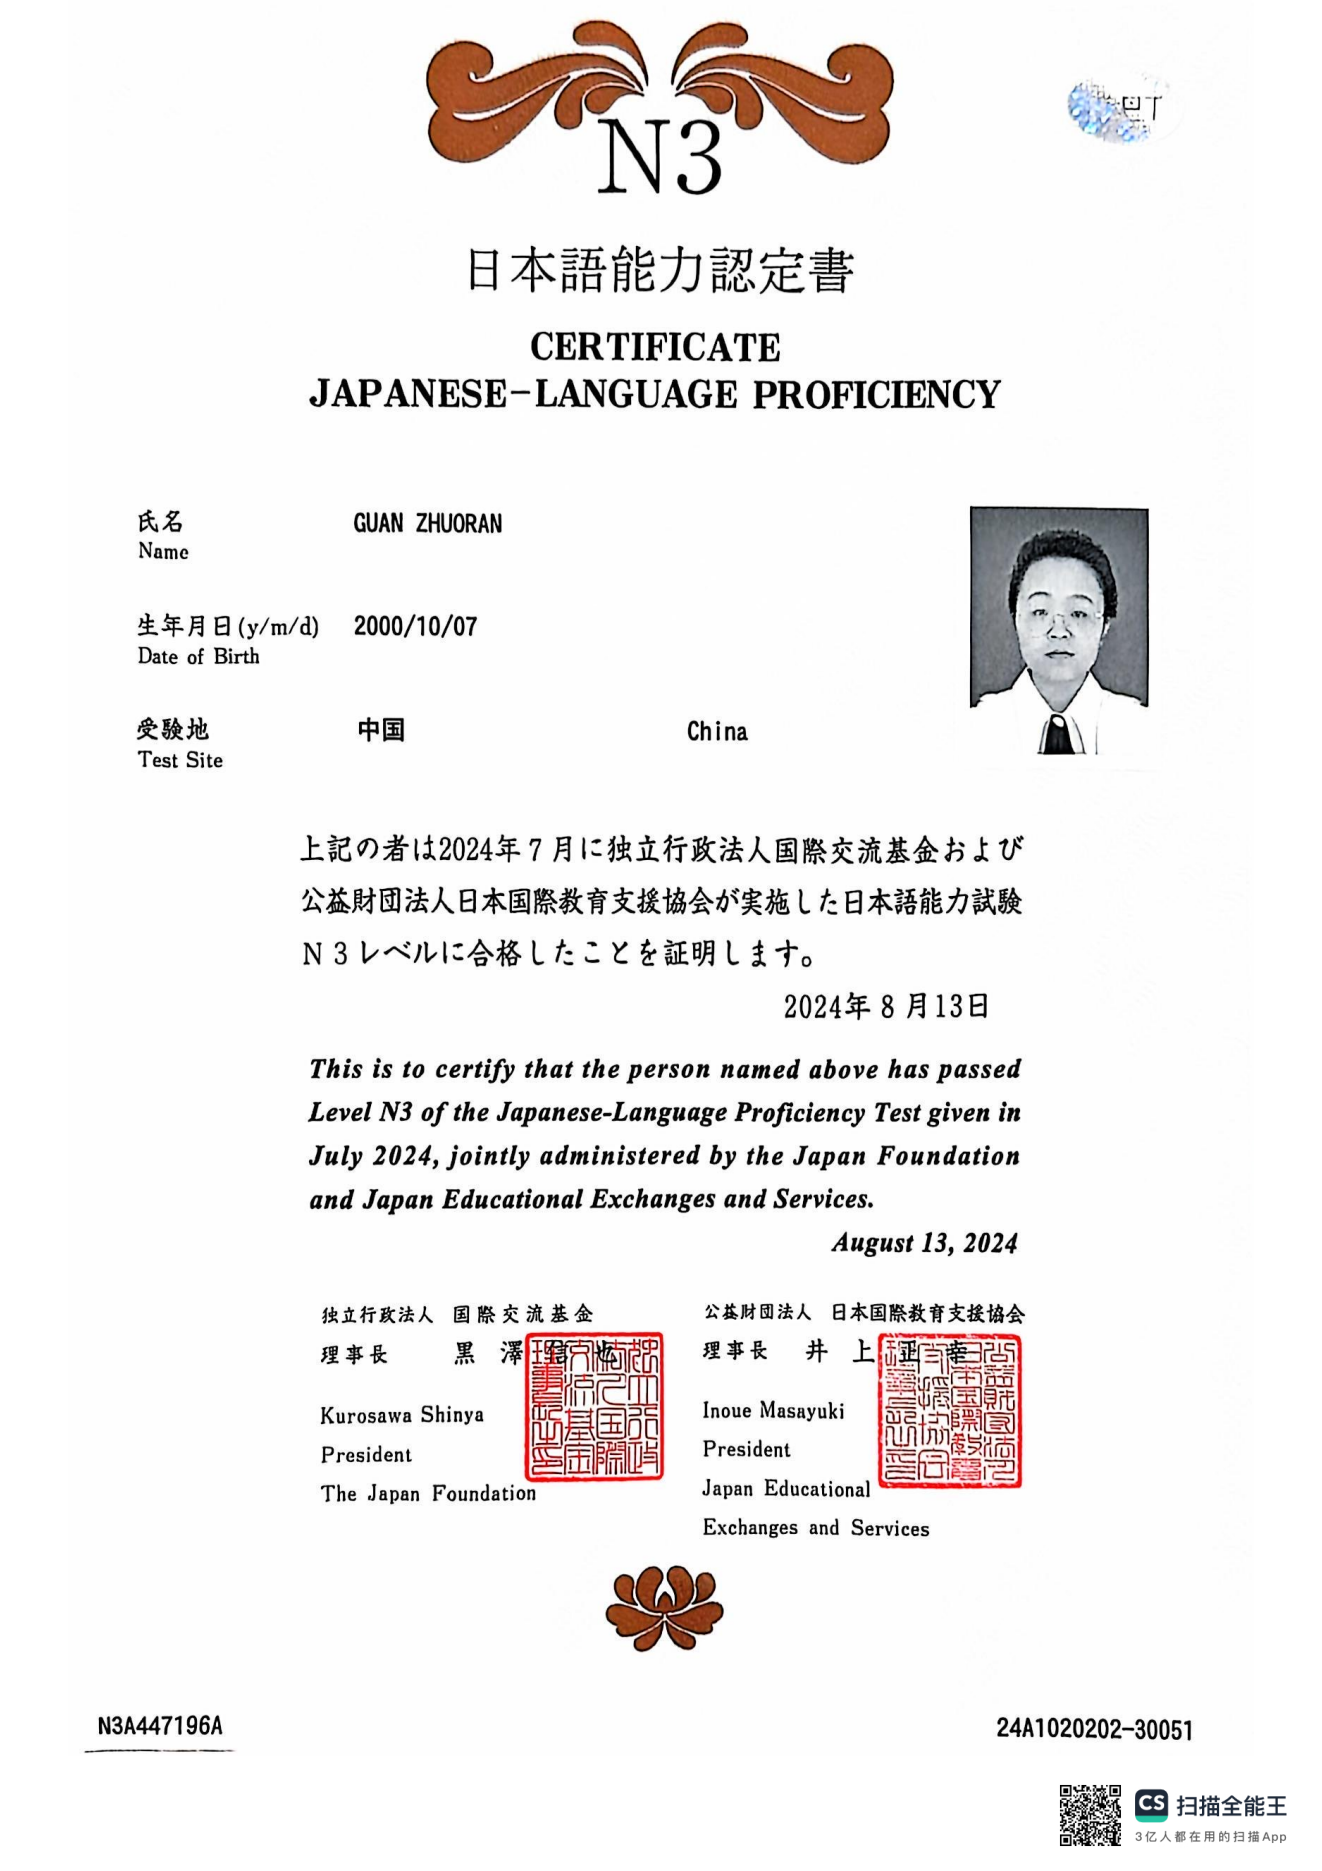 N3
日本語能力認定書
CERTIFICATE
JAPANESE-LANGUAGE PROFICIENCY
氏名 GUAN ZHUORAN
Name
生年月日(y/m/d) 2000/10/07
Date of Birth
受験地 中国 China
Test Site
上記の者は2024年7月に独立行政法人国際交流基金および
公益財団法人日本国際教育支援協会が実施した日本語能力試験
N3レベルに合格したことを証明します。
2024年8月13日
This is to certify that the person named above has passed
Level N3 of the Japanese-Language Proficiency Test given in
July 2024, jointly administered by the Japan Foundation
and Japan Educational Exchanges and Services.
August 13, 2024
独立行政法人 国際交流基金
理事長 黒澤信也
Kurosawa Shinya
President
The Japan Foundation
公益財団法人 日本国際教育支援協会
理事長 井上正幸
Inoue Masayuki
President
Japan Educational
Exchanges and Services
N3A447196A
24A1020202-30051
CS 扫描全能王
3亿人都在用的扫描App